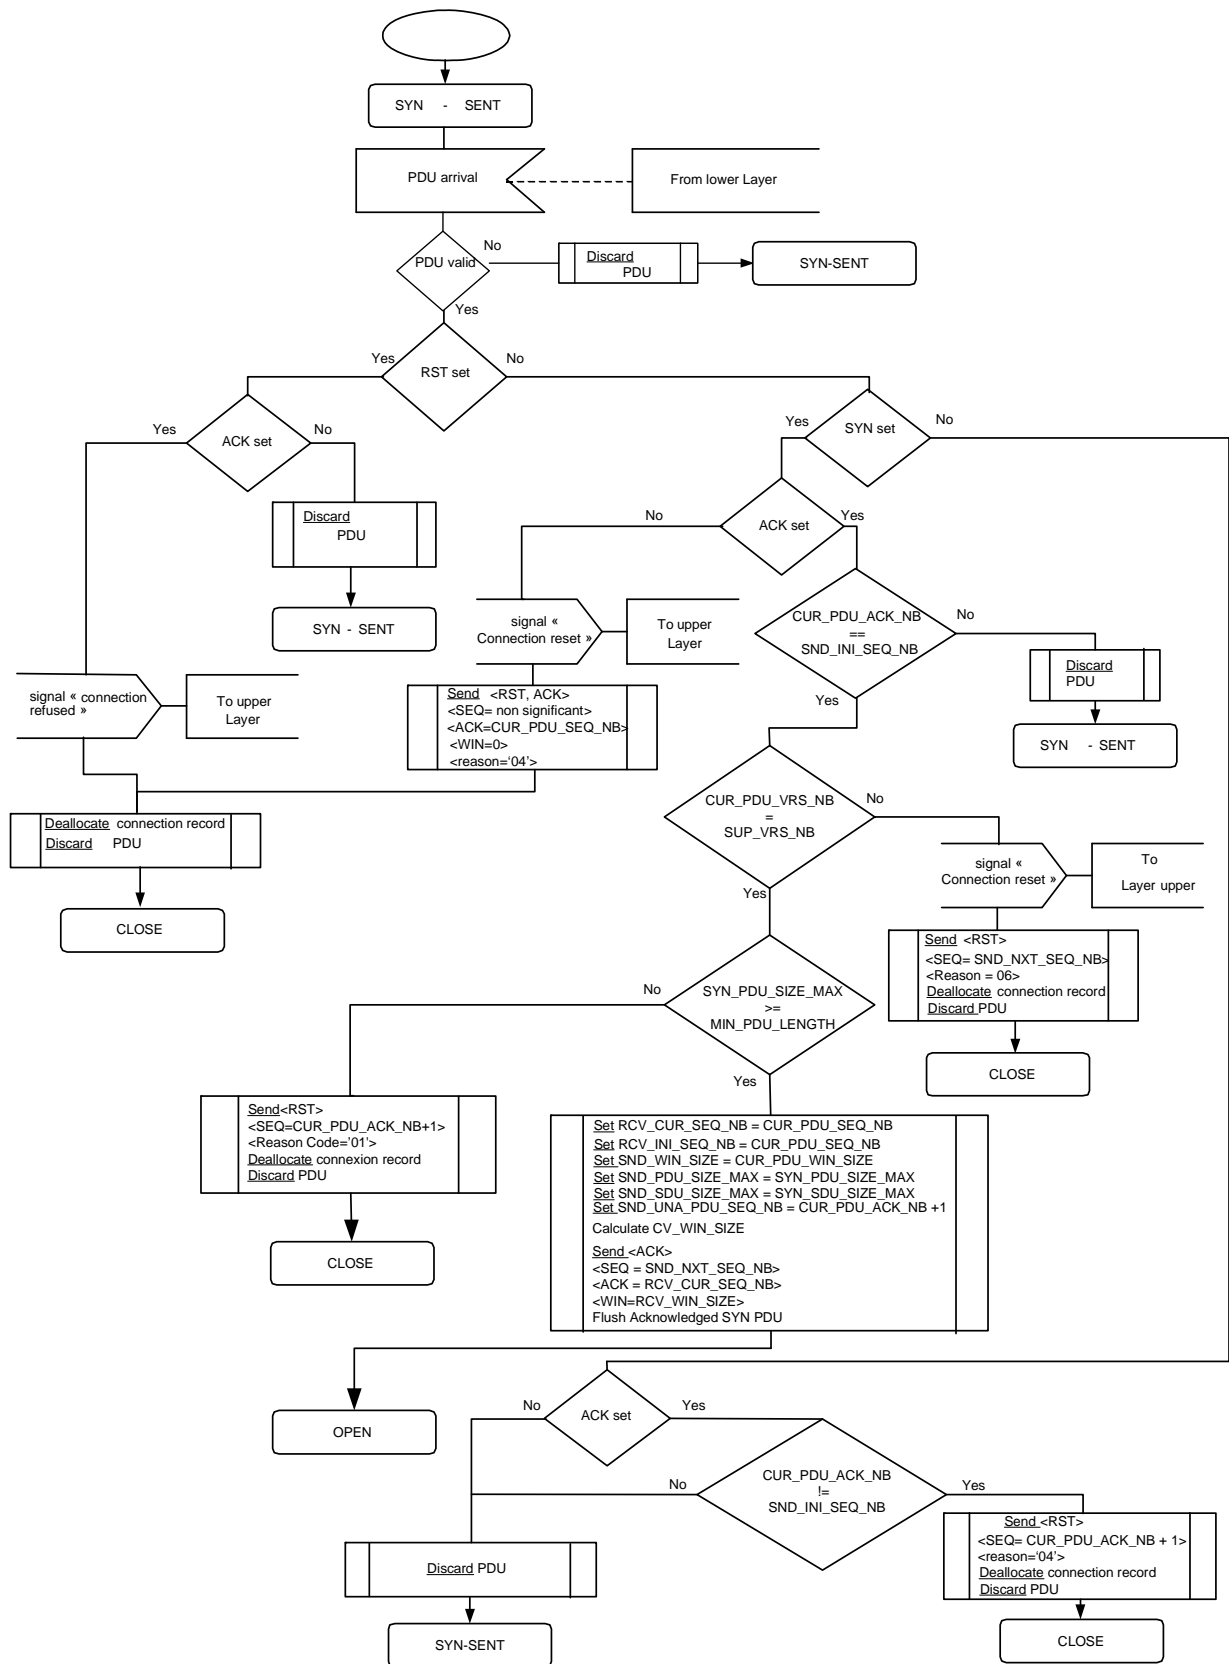 SYN - SENT
PDU arrival
From lower Layer
PDU valid
No
Discard
PDU
SYN-SENT
Yes
RST set
Yes
No
ACK set
Yes
No
SYN set
Yes
No
Discard
PDU
SYN - SENT
ACK set
No
Yes
signal «
Connection reset »
To upper
Layer
CUR_PDU_ACK_NB
==
SND_INI_SEQ_NB
No
Yes
Discard
PDU
SYN - SENT
signal « connection
refused »
To upper
Layer
Send <RST, ACK>
<SEQ= non significant>
<ACK=CUR_PDU_SEQ_NB>
<WIN=0>
<reason='04'>
Deallocate connection record
Discard PDU
CLOSE
CUR_PDU_VRS_NB
=
SUP_VRS_NB
No
Yes
signal «
Connection reset »
To
Layer upper
Send <RST>
<SEQ= SND_NXT_SEQ_NB>
<Reason = 06>
Deallocate connection record
Discard PDU
CLOSE
SYN_PDU_SIZE_MAX
>=
MIN_PDU_LENGTH
No
Yes
Send<RST>
<SEQ=CUR_PDU_ACK_NB+1>
<Reason Code='01'>
Deallocate connexion record
Discard PDU
CLOSE
Set RCV_CUR_SEQ_NB = CUR_PDU_SEQ_NB
Set RCV_INI_SEQ_NB = CUR_PDU_SEQ_NB
Set SND_WIN_SIZE = CUR_PDU_WIN_SIZE
Set SND_PDU_SIZE_MAX = SYN_PDU_SIZE_MAX
Set SND_SDU_SIZE_MAX = SYN_SDU_SIZE_MAX
Set SND_UNA_PDU_SEQ_NB = CUR_PDU_ACK_NB +1
Calculate CV_WIN_SIZE
Send <ACK>
<SEQ = SND_NXT_SEQ_NB>
<ACK = RCV_CUR_SEQ_NB>
<WIN=RCV_WIN_SIZE>
Flush Acknowledged SYN PDU
OPEN
ACK set
No
Yes
CUR_PDU_ACK_NB
!=
SND_INI_SEQ_NB
No
Yes
Discard PDU
SYN-SENT
Send <RST>
<SEQ= CUR_PDU_ACK_NB + 1>
<reason='04'>
Deallocate connection record
Discard PDU
CLOSE